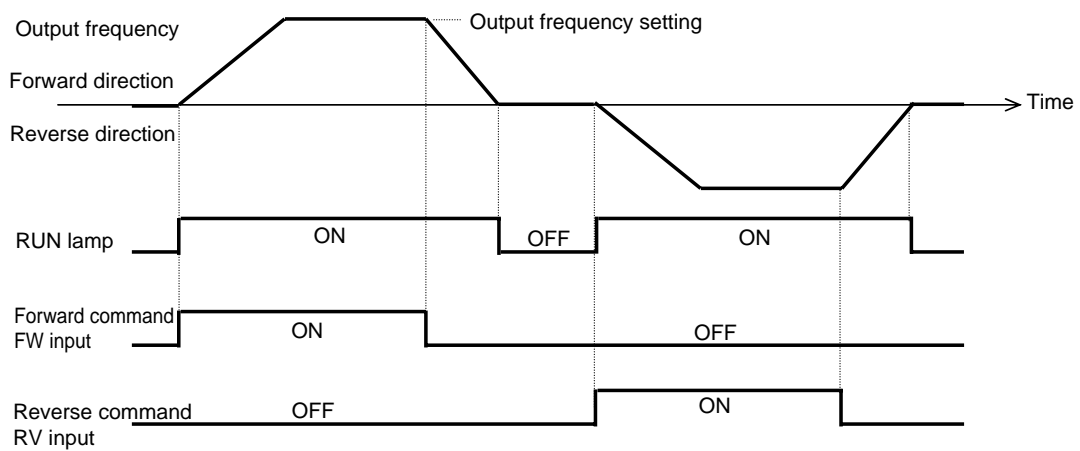 Output frequency
Output frequency setting
Forward direction
Time
Reverse direction
RUN lamp
ON
OFF
ON
Forward command
FW input
ON
OFF
Reverse command
RV input
OFF
ON